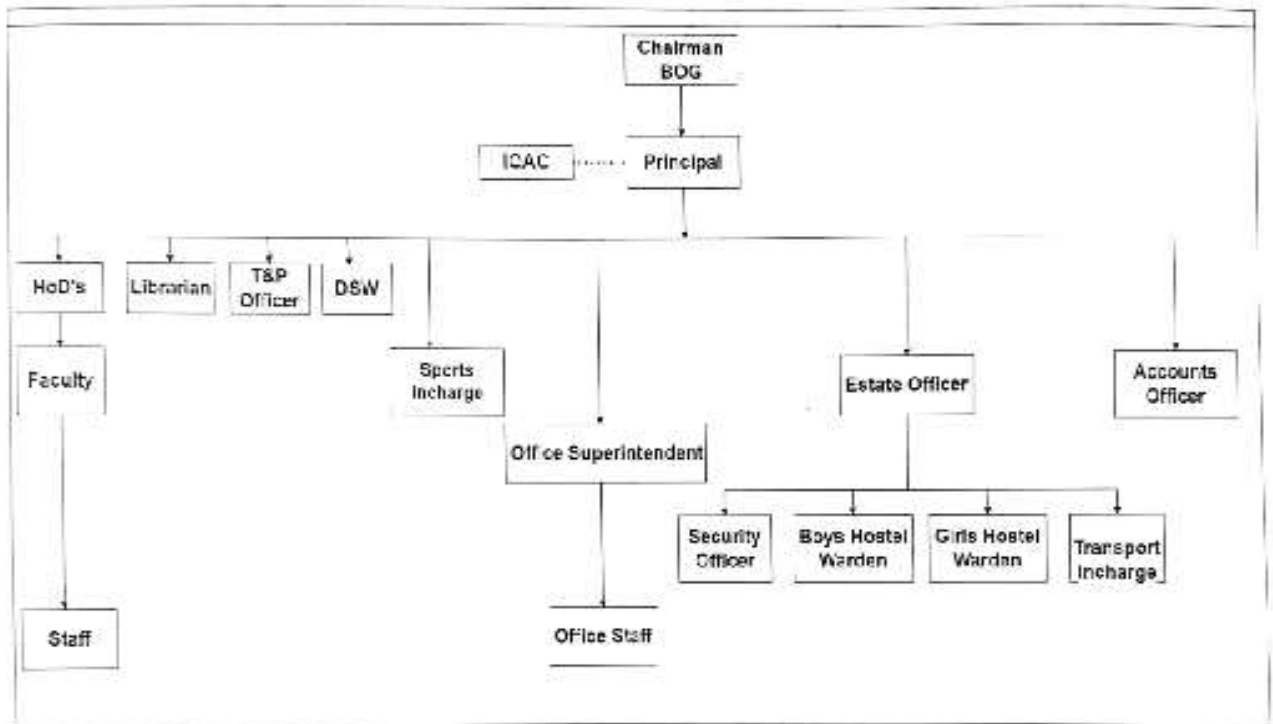 Chairman
BOG
ICAC
Principal
HoD's
Librarian
T&P
Officer
DSW
Faculty
Sports
Incharge
Estate Officer
Accounts
Officer
Office Superintendent
Security
Officer
Boys Hostel
Warden
Girls Hostel
Warden
Transport
Incharge
Staff
Office Staff